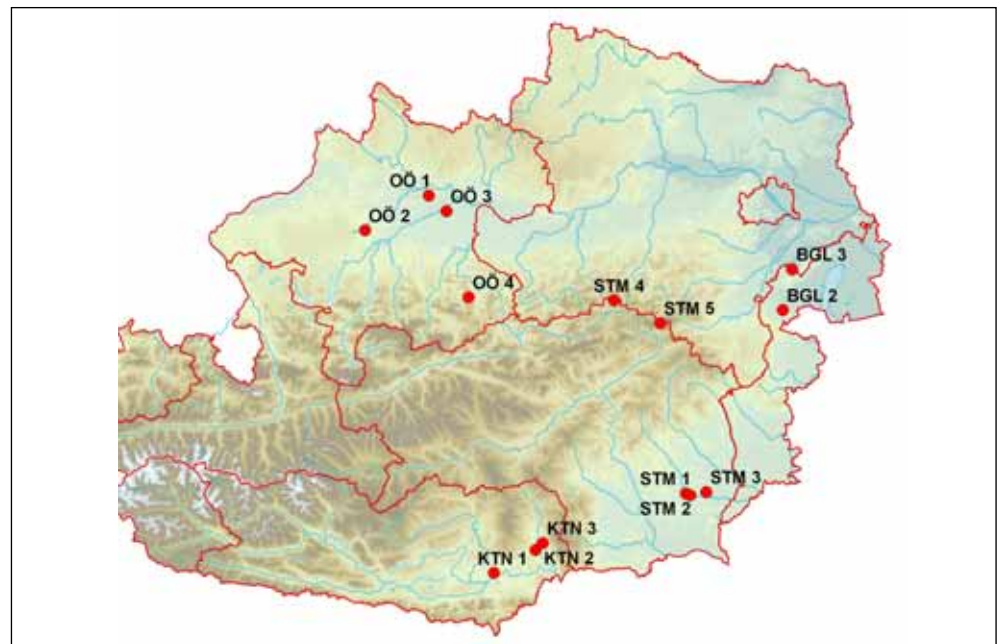 OÖ 1
OÖ 3
OÖ 2
BGL 3
OÖ 4
STM 4
BGL 2
STM 5
STM 1
STM 3
STM 2
KTN 3
KTN 1
KTN 2